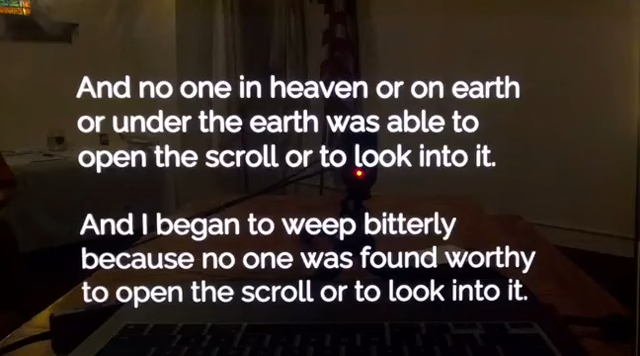 And no one in heaven or on earth
or under the earth was able to
open the scroll or to look into it.
And I began to weep bitterly
because no one was found worthy
to open the scroll or to look into it.